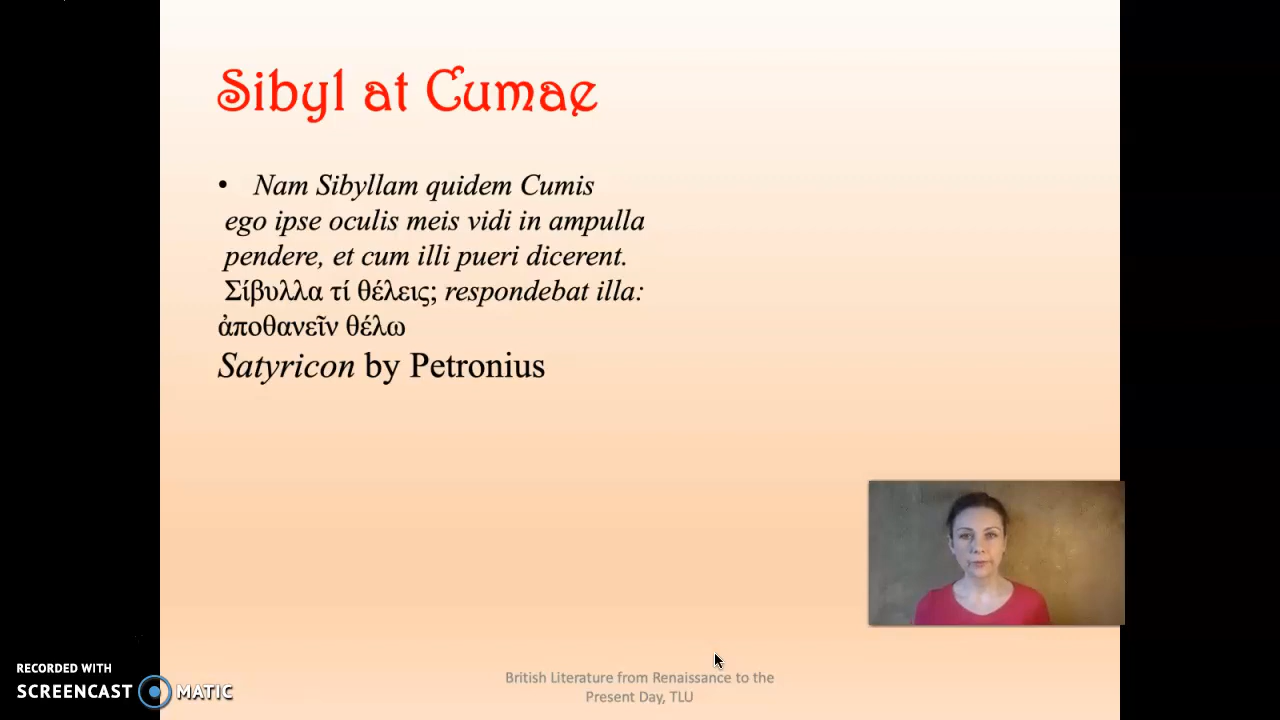 Sibyl at Cumae
• Nam Sibyllam quidem Cumis
ego ipse oculis meis vidi in ampulla
pendere, et cum illi pueri dicerent.
Σίβυλλα τί θέλεις; respondebat illa:
ἀποθανεῖν θέλω
Satyricon by Petronius
British Literature from Renaissance to the
Present Day, TLU
RECORDED WITH
SCREENCAST MATIC